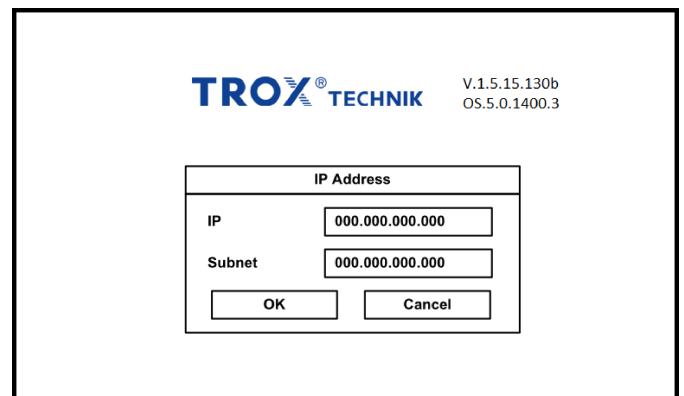 TROX® TECHNIK
V.1.5.15.130b
OS.5.0.1400.3
IP Address
IP 000.000.000.000
Subnet 000.000.000.000
OK Cancel